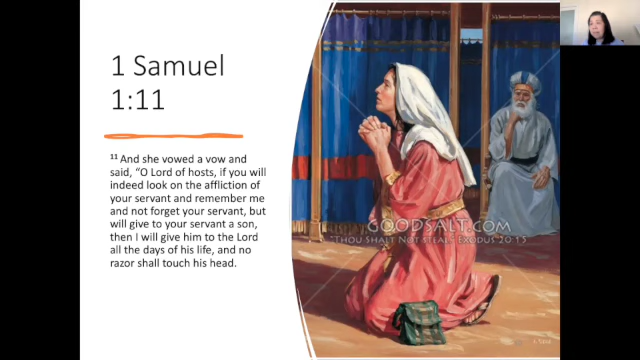 1 Samuel
1:11
¹¹ And she vowed a vow and
said, “O Lord of hosts, if you will
indeed look on the affliction of
your servant and remember me
and not forget your servant, but
will give to your servant a son,
then I will give him to the Lord
all the days of his life, and no
razor shall touch his head.
GOODSALT.COM
"THOU SHALT NOT STEAL" EXODUS 20:15